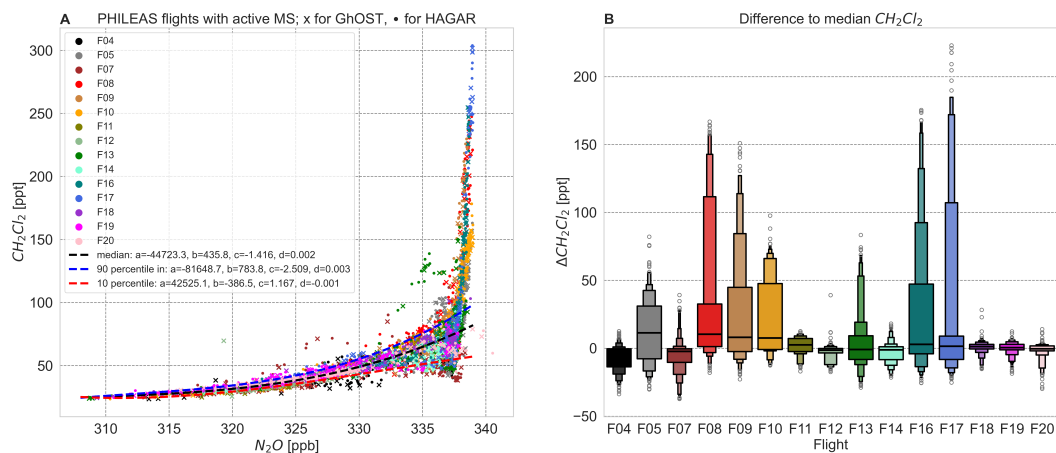 A
PHILEAS flights with active MS; x for GhOST, • for HAGAR
CH2Cl2 [ppt]
300
250
200
150
100
50
F04
F05
F07
F08
F09
F10
F11
F12
F13
F14
F16
F17
F18
F19
F20
median: a=-44723.3, b=435.8, c=-1.416, d=0.002
90 percentile in: a=-81648.7, b=783.8, c=-2.509, d=0.003
10 percentile: a=42525.1, b=-386.5, c=1.167, d=-0.001
310 315 320 325 330 335 340
N2O [ppb]
B
Difference to median CH2Cl2
ΔCH2Cl2 [ppt]
200
150
100
50
0
−50
F04 F05 F07 F08 F09 F10 F11 F12 F13 F14 F16 F17 F18 F19 F20
Flight